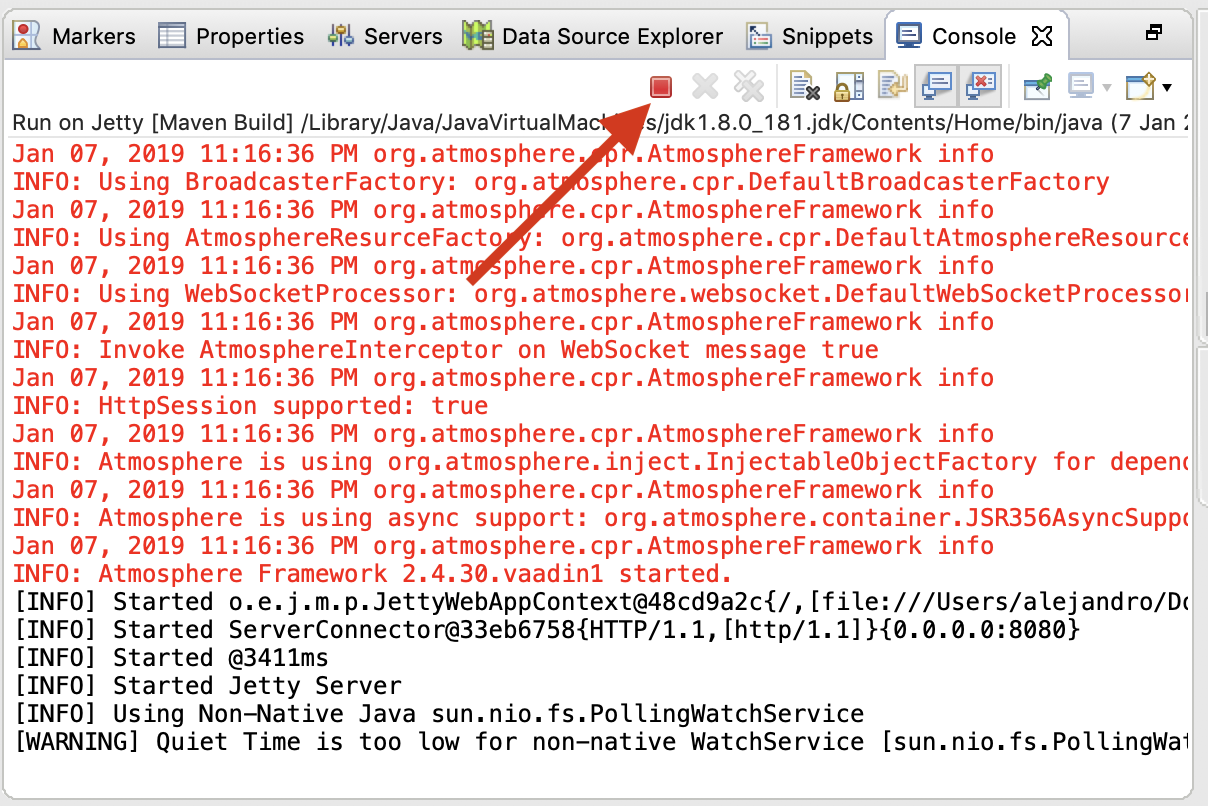 Markers Properties Servers Data Source Explorer Snippets Console
Run on Jetty [Maven Build] /Library/Java/JavaVirtualMachines/jdk1.8.0_181.jdk/Contents/Home/bin/java (7 Jan 2
Jan 07, 2019 11:16:36 PM org.atmosphere.cpr.AtmosphereFramework info
INFO: Using BroadcasterFactory: org.atmosphere.cpr.DefaultBroadcasterFactory
Jan 07, 2019 11:16:36 PM org.atmosphere.cpr.AtmosphereFramework info
INFO: Using AtmosphereResurceFactory: org.atmosphere.cpr.DefaultAtmosphereResource
Jan 07, 2019 11:16:36 PM org.atmosphere.cpr.AtmosphereFramework info
INFO: Using WebSocketProcessor: org.atmosphere.websocket.DefaultWebSocketProcessor
Jan 07, 2019 11:16:36 PM org.atmosphere.cpr.AtmosphereFramework info
INFO: Invoke AtmosphereInterceptor on WebSocket message true
Jan 07, 2019 11:16:36 PM org.atmosphere.cpr.AtmosphereFramework info
INFO: HttpSession supported: true
Jan 07, 2019 11:16:36 PM org.atmosphere.cpr.AtmosphereFramework info
INFO: Atmosphere is using org.atmosphere.inject.InjectableObjectFactory for depend
Jan 07, 2019 11:16:36 PM org.atmosphere.cpr.AtmosphereFramework info
INFO: Atmosphere is using async support: org.atmosphere.container.JSR356AsyncSuppo
Jan 07, 2019 11:16:36 PM org.atmosphere.cpr.AtmosphereFramework info
INFO: Atmosphere Framework 2.4.30.vaadin1 started.
[INFO] Started o.e.j.m.p.JettyWebAppContext@48cd9a2c{/,[file:///Users/alejandro/Do
[INFO] Started ServerConnector@33eb6758{HTTP/1.1,[http/1.1]}{0.0.0.0:8080}
[INFO] Started @3411ms
[INFO] Started Jetty Server
[INFO] Using Non-Native Java sun.nio.fs.PollingWatchService
[WARNING] Quiet Time is too low for non-native WatchService [sun.nio.fs.PollingWat